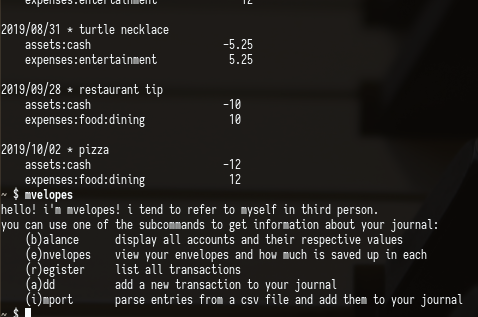 expenses:entertainment 12
2019/08/31 * turtle necklace
assets:cash -5.25
expenses:entertainment 5.25
2019/09/28 * restaurant tip
assets:cash -10
expenses:food:dining 10
2019/10/02 * pizza
assets:cash -12
expenses:food:dining 12
~ $ mvelopes
hello! i'm mvelopes! i tend to refer to myself in third person.
you can use one of the subcommands to get information about your journal:
(b)alance display all accounts and their respective values
(e)nvelopes view your envelopes and how much is saved up in each
(r)egister list all transactions
(a)dd add a new transaction to your journal
(i)mport parse entries from a csv file and add them to your journal
~ $